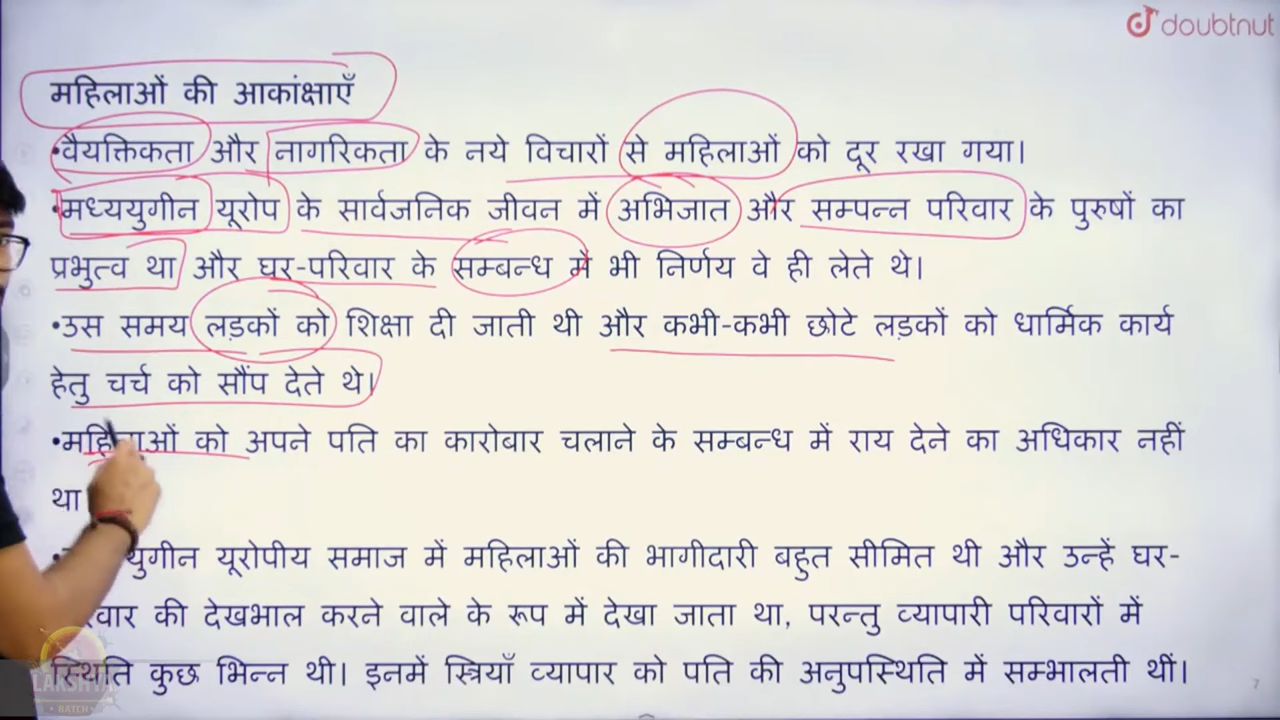 doubtnut
महिलाओं की आकांक्षाएँ
•वैयक्तिकता और नागरिकता के नये विचारों से महिलाओं को दूर रखा गया।
•मध्ययुगीन यूरोप के सार्वजनिक जीवन में अभिजात और सम्पन्न परिवार के पुरुषों का
प्रभुत्व था और घर-परिवार के सम्बन्ध में भी निर्णय वे ही लेते थे।
•उस समय लड़कों को शिक्षा दी जाती थी और कभी-कभी छोटे लड़कों को धार्मिक कार्य
हेतु चर्च को सौंप देते थे।
•महिलाओं को अपने पति का कारोबार चलाने के सम्बन्ध में राय देने का अधिकार नहीं
था
यूरोपीय समाज में महिलाओं की भागीदारी बहुत सीमित थी और उन्हें घर-
की देखभाल करने वाले के रूप में देखा जाता था, परन्तु व्यापारी परिवारों में
स्थिति कुछ भिन्न थी। इनमें स्त्रियाँ व्यापार को पति की अनुपस्थिति में सम्भालती थीं।
LAKSHYA
BATCH
7